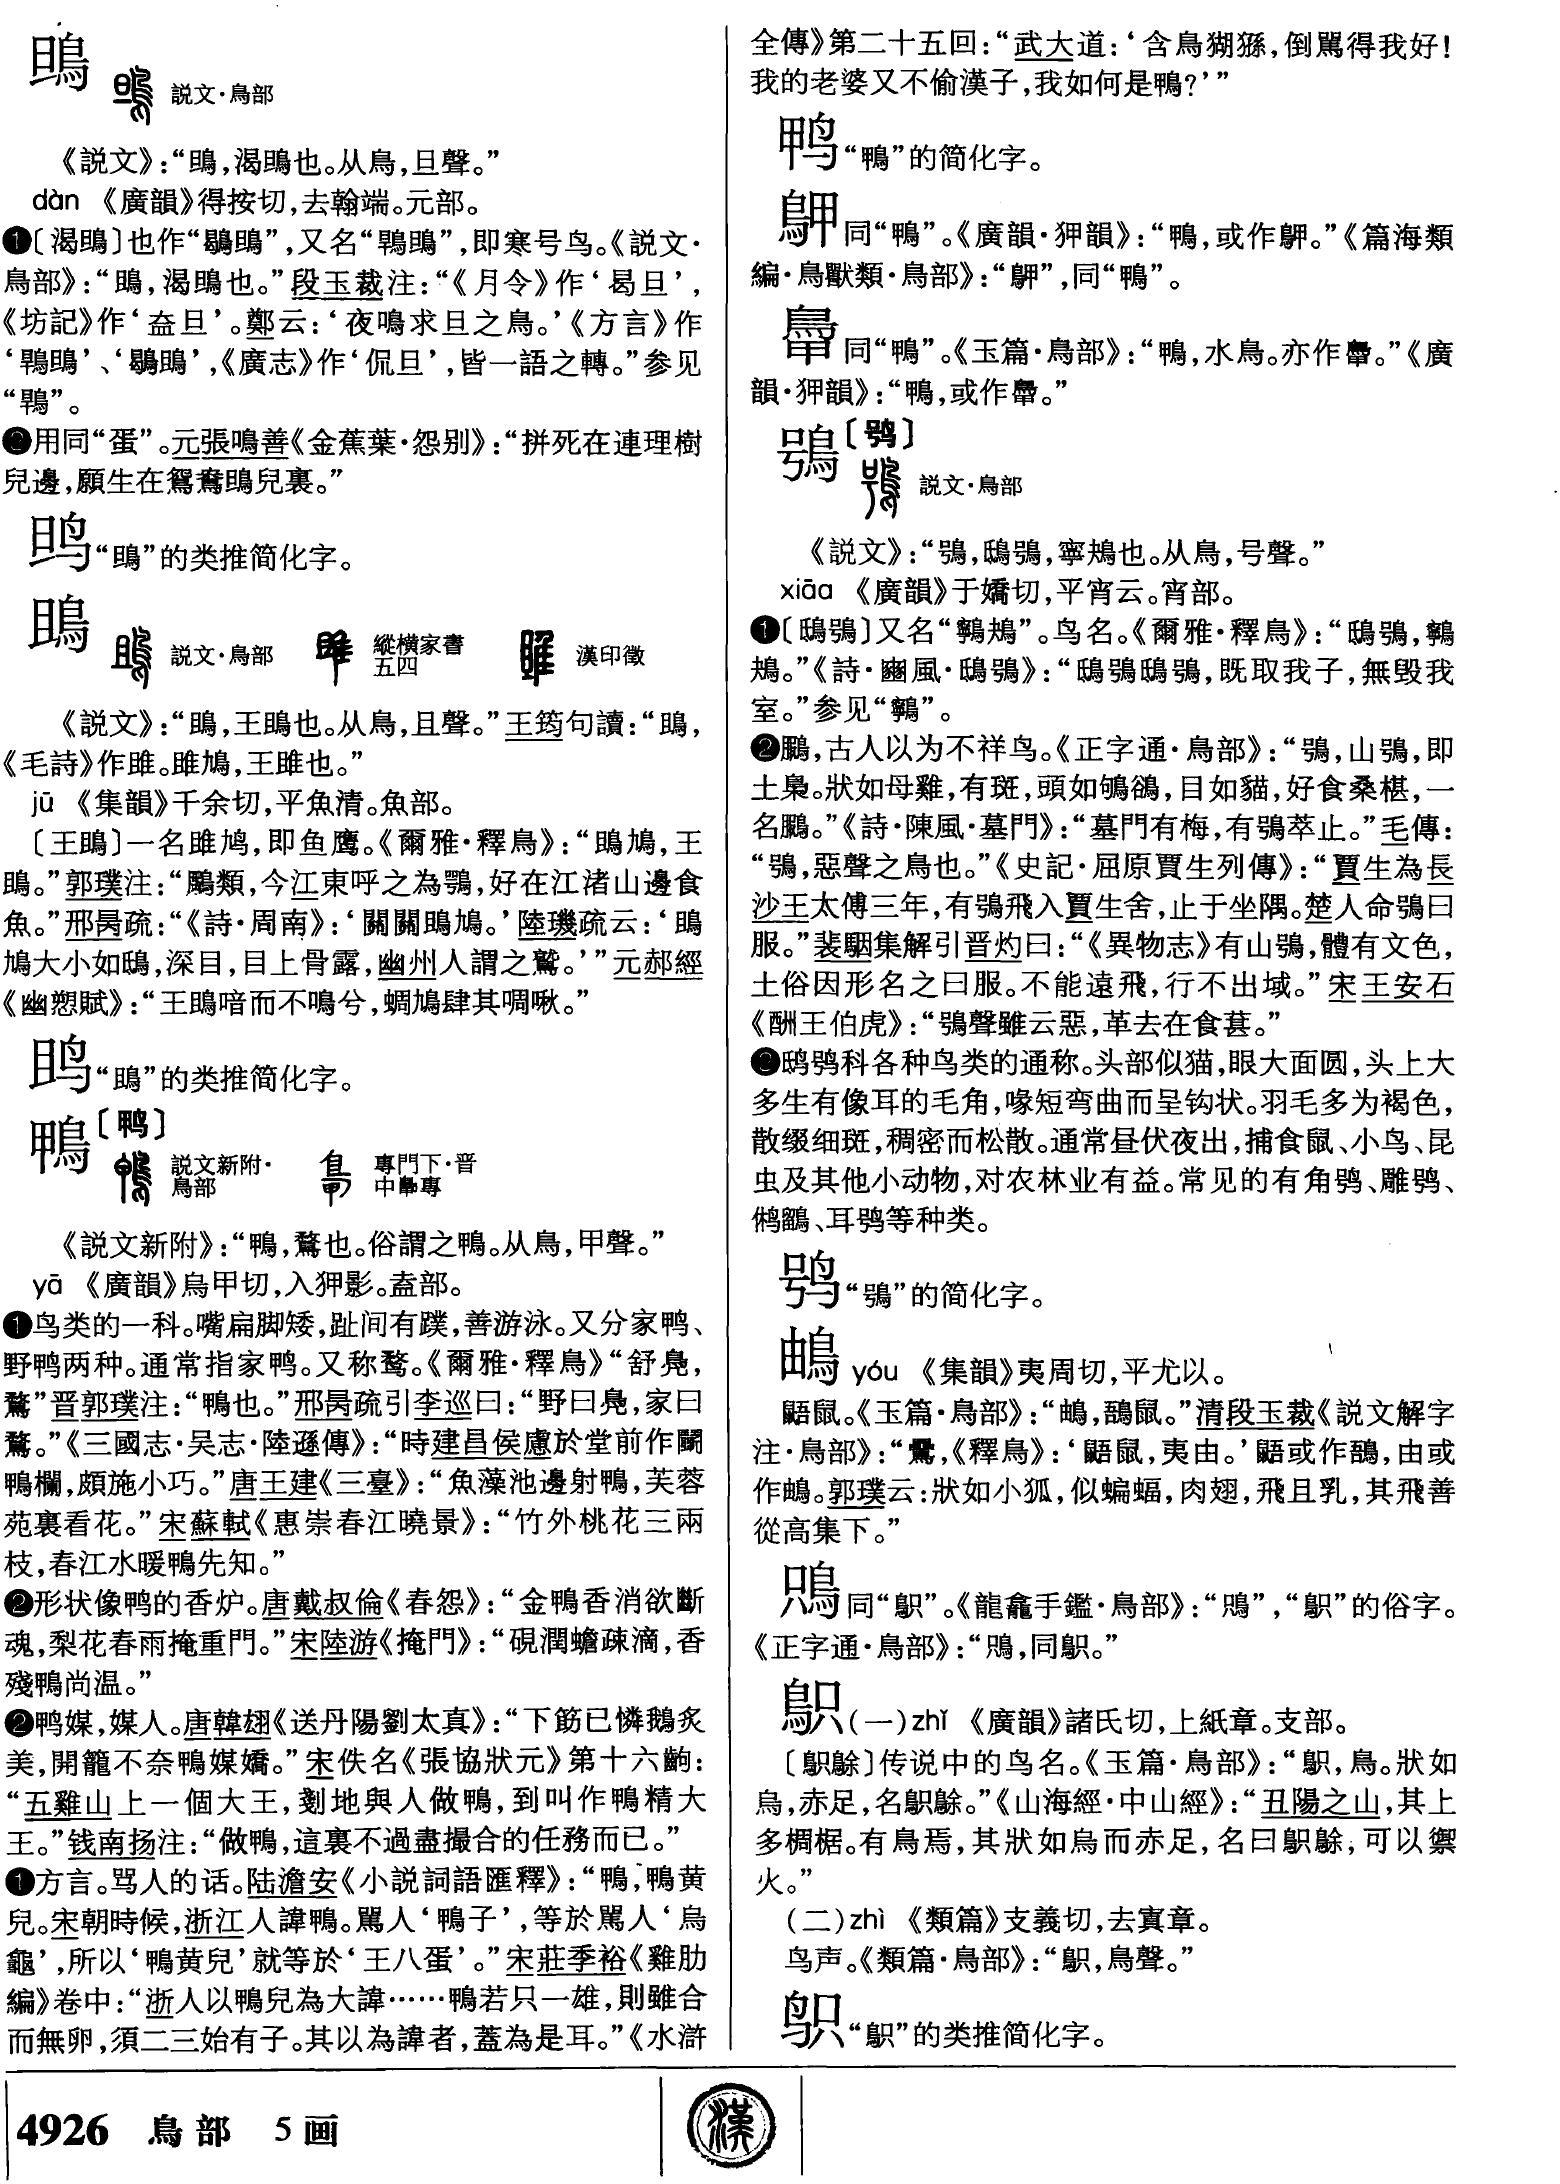 鴠
説文·鳥部
《説文》：“鴠，渴鴠也。从鳥，旦聲。”
dàn 《廣韻》得按切，去翰端。元部。
❶〔渴鴠〕也作“鶡鴠”，又名“鶾鴠”，即寒号鸟。《説文·
鳥部》：“鴠，渴鴠也。”段玉裁注：“《月令》作‘曷旦’，
《坊記》作‘盍旦’。鄭云：‘夜鳴求旦之鳥。’《方言》作
‘鴠’、‘鶡鴠’，《廣志》作‘侃旦’，皆一語之轉。”参见
❷用同“蛋”。元張鳴善《金蕉葉·怨别》：“拼死在連理樹
兒邊，願生在鴛鴦鴠兒裏。”
“鴠”的类推简化字。
鴡
説文·鳥部 縱横家書五四 漢印徵
《説文》：“鴡，王鴡也。从鳥，且聲。”王筠句讀：“鴡，
《毛詩》作雎。雎鳩，王雎也。”
jū 《集韻》千余切，平魚清。魚部。
〔王鴡〕一名雎鸠，即鱼鹰。《爾雅·釋鳥》：“鴡鳩，王
鴡。”郭璞注：“鵰類，今江東呼之為鶚，好在江渚山邊食
魚。”邢昺疏：“《詩·周南》：‘關關鴡鳩。’陸璣疏云：‘鴡
鳩大小如鴟，深目，目上骨露，幽州人謂之鷲。’”元郝經
《幽愬賦》：“王鴡喑而不鳴兮，蜩鳩肆其啁啾。”
“鴡”的类推简化字。
鴨〔鸭〕
説文新附·鳥部 專門下·晋中專
《説文新附》：“鴨，鶩也。俗謂之鴨。从鳥，甲聲。”
yā 《廣韻》烏甲切，入狎影。盍部。
❶鸟类的一科。嘴扁脚矮，趾间有蹼，善游泳。又分家鸭、
野鸭两种。通常指家鸭。又称鹜。《爾雅·釋鳥》“舒鳧，
鶩”晋郭璞注：“鴨也。”邢昺疏引李巡曰：“野曰鳧，家曰
鶩。”《三國志·吴志·陸遜傳》：“時建昌侯慮於堂前作鬭
鴨欄，頗施小巧。”唐王建《三臺》：“魚藻池邊射鴨，芙蓉
苑裏看花。”宋蘇軾《惠崇春江曉景》：“竹外桃花三兩
枝，春江水暖鴨先知。”
❷形状像鸭的香炉。唐戴叔倫《春怨》：“金鴨香消欲斷
魂，梨花春雨掩重門。”宋陸游《掩門》：“硯潤蟾疎滴，香
殘鴨尚温。”
❷鸭媒，媒人。唐韓翃《送丹陽劉太真》：“下筯已憐鵝炙
美，開籠不奈鴨媒嬌。”宋佚名《張協狀元》第十六齣：
“五雞山上一個大王，剗地與人做鴨，到叫作鴨精大
王。”钱南扬注：“做鴨，這裏不過盡撮合的任務而已。”
❶方言。骂人的话。陆澹安《小説詞語匯釋》：“鴨，鴨黄
兒。宋朝時候，浙江人諱鴨。駡人‘鴨子’，等於駡人‘烏
龜’，所以‘鴨黄兒’就等於‘王八蛋’。”宋莊季裕《雞肋
編》卷中：“浙人以鴨兒為大諱……鴨若只一雄，則雖合
而無卵，須二三始有子。其以為諱者，蓋為是耳。”《水滸
全傳》第二十五回：“武大道：‘含鳥猢猻，倒駡得我好！
我的老婆又不偷漢子，我如何是鴨？’”
鸭“鴨”的简化字。
同“鴨”。《廣韻·狎韻》：“鴨，或作。”《篇海類
編·鳥獸類·鳥部》：“”，同“鴨”。
同“鴨”。《玉篇·鳥部》：“鴨，水鳥。亦作。”《廣
韻·狎韻》：“鴨，或作。”
鴞〔鸮〕
説文·鳥部
《説文》：“鴞，鴟鴞，寧鴂也。从鳥，号聲。”
xiāa 《廣韻》于嬌切，平宵云。宵部。
❶〔鴟鴞〕又名“鸋鴂”。鸟名。《爾雅·釋鳥》：“鴟鴞，鸋
鴂。”《詩·豳風·鴟鴞》：“鴟鴞鴟鴞，既取我子，無毁我
室。”参见“鸋”。
❷鵩，古人以为不祥鸟。《正字通·鳥部》：“鴞，山鴞，即
土梟。狀如母雞，有斑，頭如鴝鵒，目如貓，好食桑椹，一
名鵩。”《詩·陳風·墓門》：“墓門有梅，有鴞萃止。”毛傳：
“鴞，惡聲之鳥也。”《史記·屈原賈生列傳》：“賈生為長
沙王太傅三年，有鴞飛入賈生舍，止于坐隅。楚人命鴞曰
服。”裴駰集解引晋灼曰：“《異物志》有山鴞，體有文色，
土俗因形名之曰服。不能遠飛，行不出域。”宋王安石
《酬王伯虎》：“鴞聲雖云惡，革去在食葚。”
❸鸱鸮科各种鸟类的通称。头部似猫，眼大面圆，头上大
多生有像耳的毛角，喙短弯曲而呈钩状。羽毛多为褐色，
散缀细斑，稠密而松散。通常昼伏夜出，捕食鼠、小鸟、昆
虫及其他小动物，对农林业有益。常见的有角鸮、雕鸮、
鸺鶹、耳鸮等种类。
鸮“鴞”的简化字。
鴢 yóu 《集韻》夷周切，平尤以。
鼯鼠。《玉篇·鳥部》：“，鼠。”清段玉裁《説文解字
注·鳥部》：“鸓，《釋鳥》：‘鼯鼠，夷由。’鼯或作，由或
作。郭璞云：狀如小狐，似蝙蝠，肉翅，飛且乳，其飛善
從高集下。”
同“”。《龍龕手鑑·鳥部》：“”，“”的俗字。
《正字通·鳥部》：“，同。”
（一）zhǐ 《廣韻》諸氏切，上紙章。支部。
传说中的鸟名。《玉篇·鳥部》：“，鳥。狀如
烏，赤足，名。”《山海經·中山經》：“丑陽之山，其上
多椆椐。有鳥焉，其狀如烏而赤足，名曰，可以禦
火。”
（二）zhì 《類篇》支義切，去寘章。
鸟声。《類篇·鳥部》：“，鳥聲。”
“”的类推简化字。
4926 鳥部 5画
漢